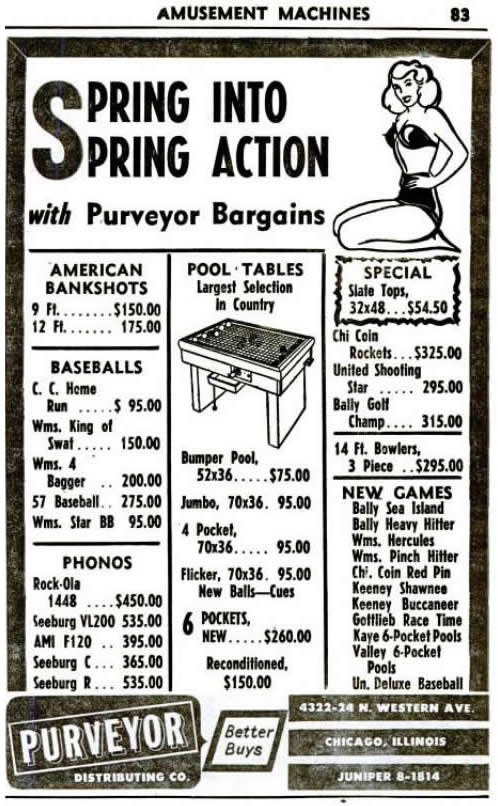 AMUSEMENT MACHINES 83
SPRING INTO
SPRING ACTION
with Purveyor Bargains
AMERICAN
BANKSHOTS
9 Ft........$150.00
12 Ft........ 175.00
BASEBALLS
C. C. Home
Run .....$ 95.00
Wms. King of
Swat..... 150.00
Wms. 4
Bagger .. 200.00
57 Baseball.. 275.00
Wms. Star BB 95.00
PHONOS
Rock-Ola
1448 ....$450.00
Seeburg VL200 535.00
AMI F120 .. 395.00
Seeburg C... 365.00
Seeburg R... 535.00
POOL TABLES
Largest Selection
in Country
Bumper Pool,
52x36.....$75.00
Jumbo, 70x36. 95.00
4 Pocket,
70x36..... 95.00
Flicker, 70x36. 95.00
New Balls—Cues
6 POCKETS,
NEW.....$260.00
Reconditioned,
$150.00
SPECIAL
Slate Tops,
32x48...$54.50
Chi Coin
Rockets...$325.00
United Shooting
Star ..... 295.00
Bally Golf
Champ.... 315.00
14 Ft. Bowlers,
3 Piece ..$295.00
NEW GAMES
Bally Sea Island
Bally Heavy Hitter
Wms. Hercules
Wms. Pinch Hitter
Chi. Coin Red Pin
Keeney Shawnee
Keeney Buccaneer
Gottlieb Race Time
Kaye 6-Pocket Pools
Valley 6-Pocket
Pools
Un. Deluxe Baseball
PURVEYOR
DISTRIBUTING CO.
Better
Buys
4322-24 N. WESTERN AVE.
CHICAGO, ILLINOIS
JUNIPER 8-1814